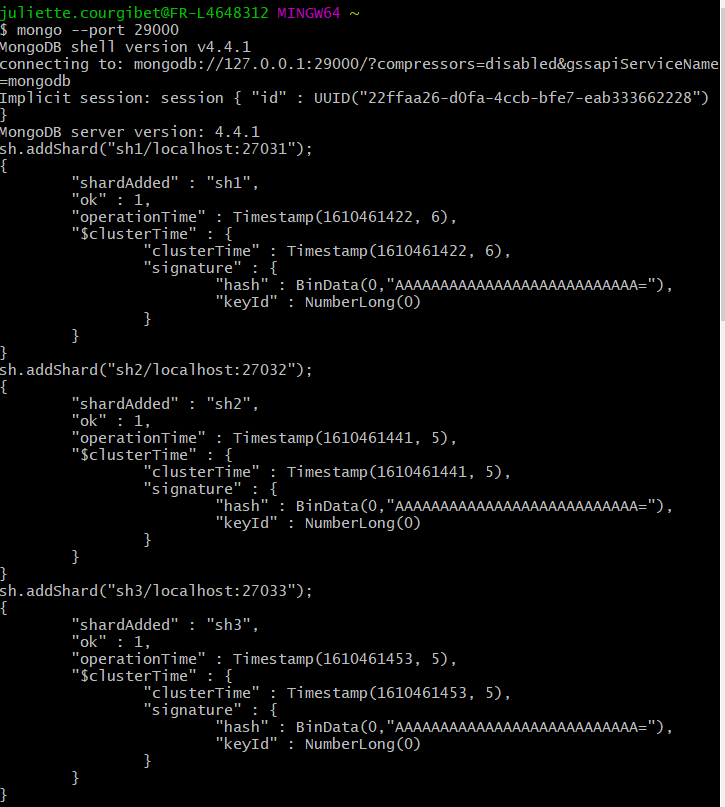 juliette.courgibet@FR-L4648312 MINGW64 ~
$ mongo --port 29000
MongoDB shell version v4.4.1
connecting to: mongodb://127.0.0.1:29000/?compressors=disabled&gssapiServiceName
=mongodb
Implicit session: session { "id" : UUID("22ffaa26-d0fa-4ccb-bfe7-eab333662228")
}
MongoDB server version: 4.4.1
sh.addShard("sh1/localhost:27031");
{
        "shardAdded" : "sh1",
        "ok" : 1,
        "operationTime" : Timestamp(1610461422, 6),
        "$clusterTime" : {
                "clusterTime" : Timestamp(1610461422, 6),
                "signature" : {
                        "hash" : BinData(0,"AAAAAAAAAAAAAAAAAAAAAAAAAAA="),
                        "keyId" : NumberLong(0)
                }
        }
}
sh.addShard("sh2/localhost:27032");
{
        "shardAdded" : "sh2",
        "ok" : 1,
        "operationTime" : Timestamp(1610461441, 5),
        "$clusterTime" : {
                "clusterTime" : Timestamp(1610461441, 5),
                "signature" : {
                        "hash" : BinData(0,"AAAAAAAAAAAAAAAAAAAAAAAAAAA="),
                        "keyId" : NumberLong(0)
                }
        }
}
sh.addShard("sh3/localhost:27033");
{
        "shardAdded" : "sh3",
        "ok" : 1,
        "operationTime" : Timestamp(1610461453, 5),
        "$clusterTime" : {
                "clusterTime" : Timestamp(1610461453, 5),
                "signature" : {
                        "hash" : BinData(0,"AAAAAAAAAAAAAAAAAAAAAAAAAAA="),
                        "keyId" : NumberLong(0)
                }
        }
}